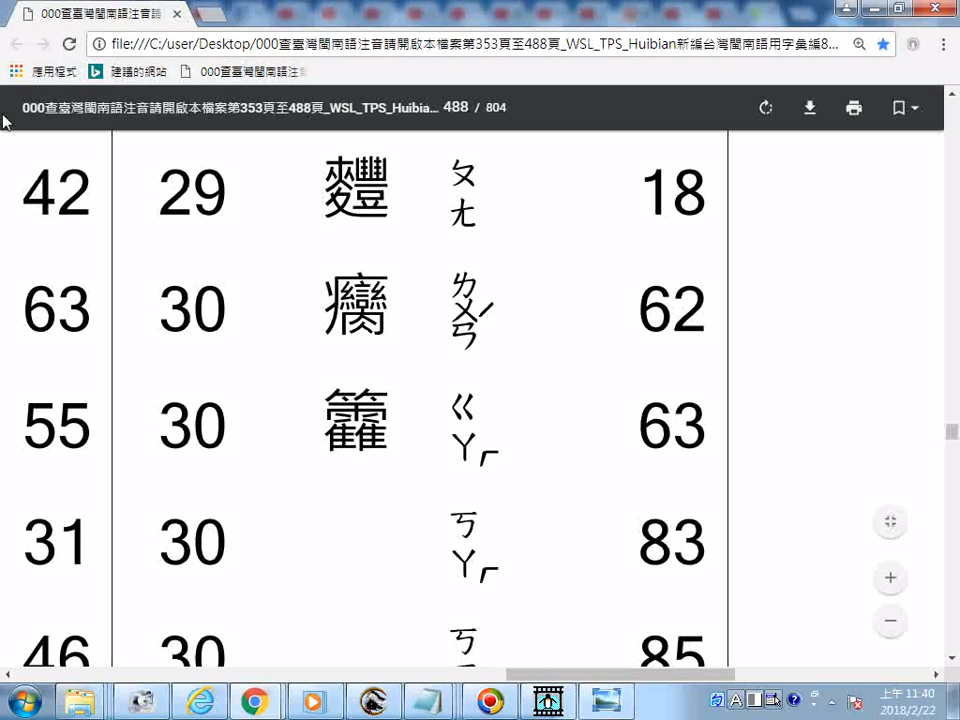 000查臺灣閩南語注音
file:///C:/user/Desktop/000查臺灣閩南語注音請開啟本檔案第353頁至488頁_WSL_TPS_Huibian新編台灣閩南語用字彙編8...
應用程式 建議的網站 000查臺灣閩南語注音
000查臺灣閩南語注音請開啟本檔案第353頁至488頁_WSL_TPS_Huibia... 488 / 804
42 29 麷 ㄆㄤ 18
63 30 癵 ㄌㄨㄢˊ 62
55 30 籱 ㄍㄚㆷ 63
31 30 ㄎㄚㆷ 83
46 30 ㄎ 85
上午 11:40
2018/2/22